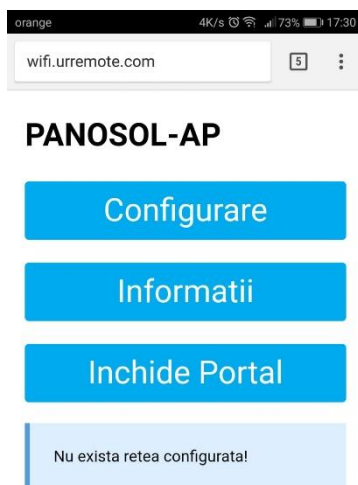 orange 4K/s 73% 17:30
wifi.urremote.com 5
PANOSOL-AP
Configurare
Informatii
Inchide Portal
Nu exista retea configurata!